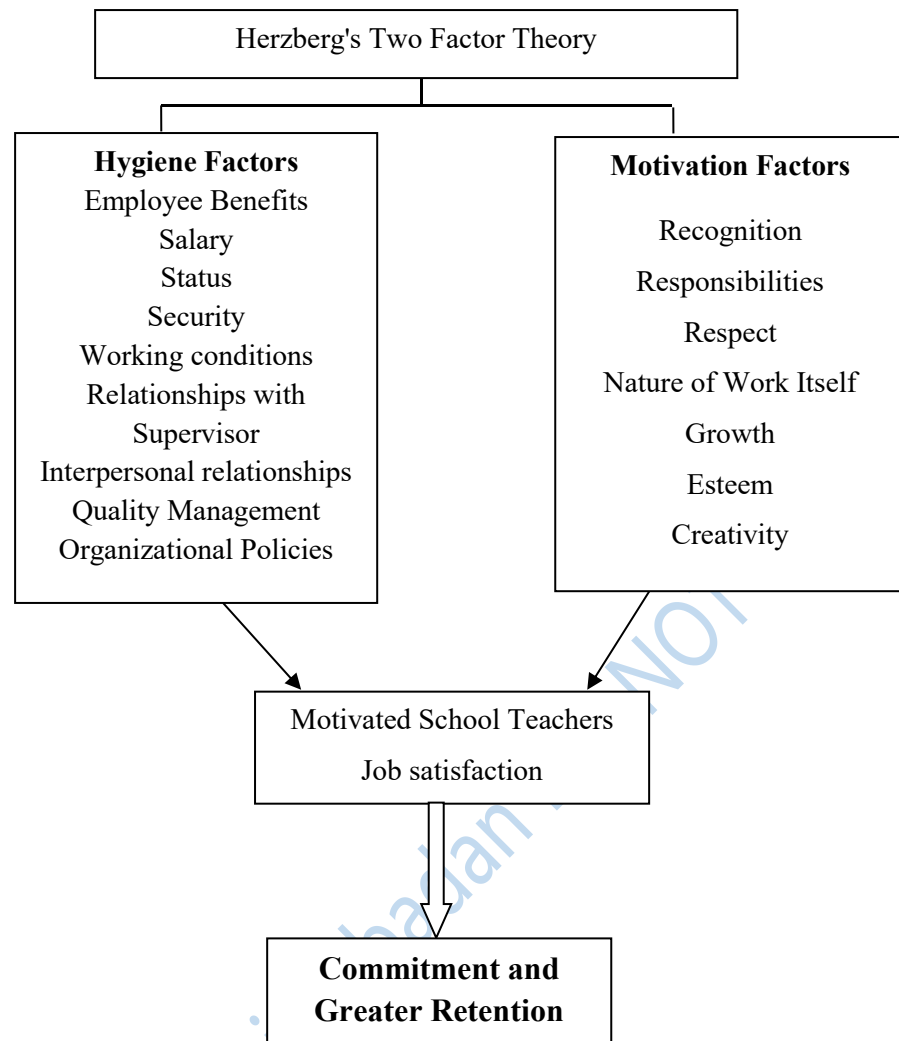 Herzberg's Two Factor Theory
Hygiene Factors
Employee Benefits
Salary
Status
Security
Working conditions
Relationships with
Supervisor
Interpersonal relationships
Quality Management
Organizational Policies
Motivation Factors
Recognition
Responsibilities
Respect
Nature of Work Itself
Growth
Esteem
Creativity
Motivated School Teachers
Job satisfaction
Commitment and
Greater Retention